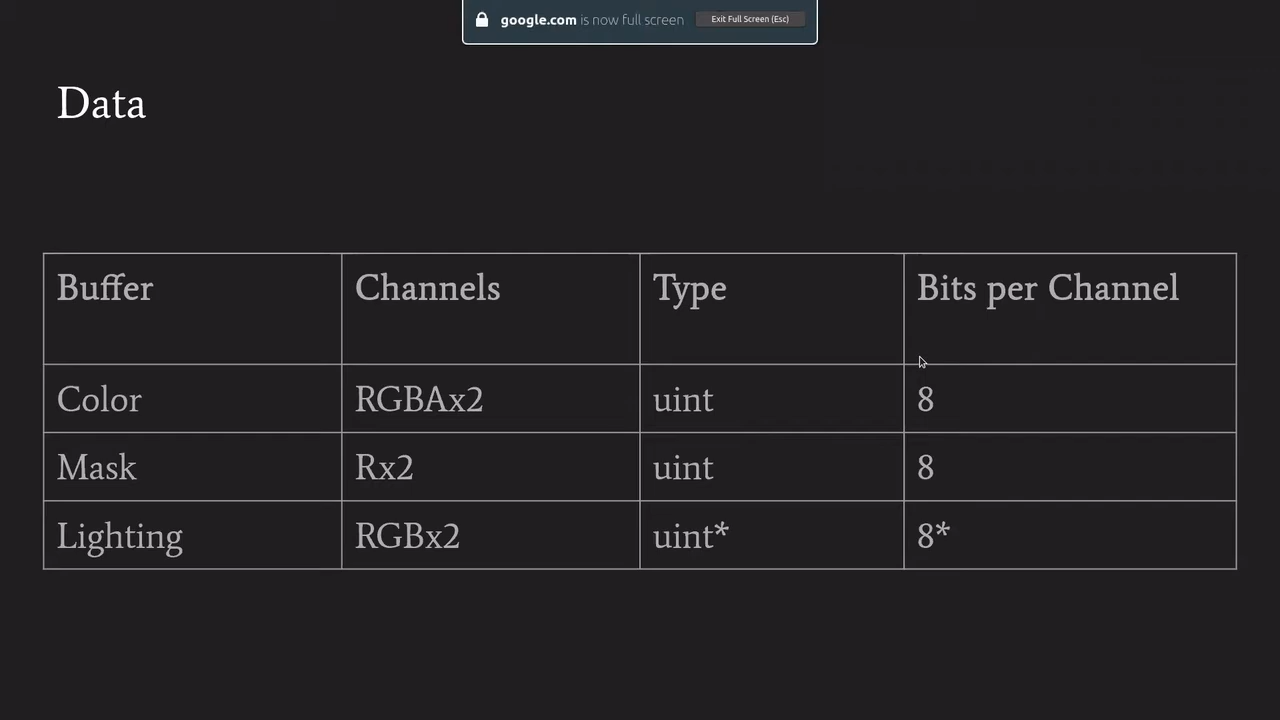 google.com is now full screen Exit Full Screen (Esc)
Data
Buffer Channels Type Bits per Channel
Color RGBAx2 uint 8
Mask Rx2 uint 8
Lighting RGBx2 uint* 8*